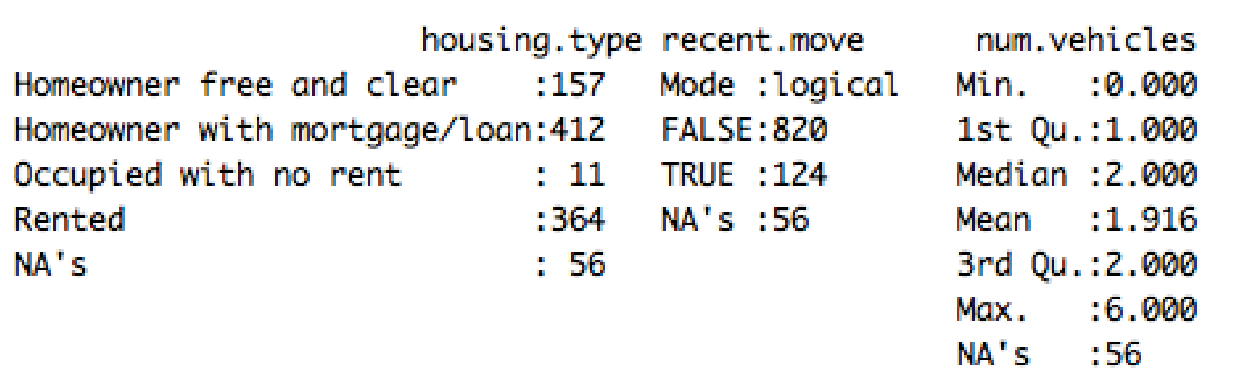 housing.type recent.move num.vehicles
Homeowner free and clear :157 Mode :logical Min. :0.000
Homeowner with mortgage/loan:412 FALSE:820 1st Qu.:1.000
Occupied with no rent : 11 TRUE :124 Median :2.000
Rented :364 NA's :56 Mean :1.916
NA's : 56 3rd Qu.:2.000
Max. :6.000
NA's :56